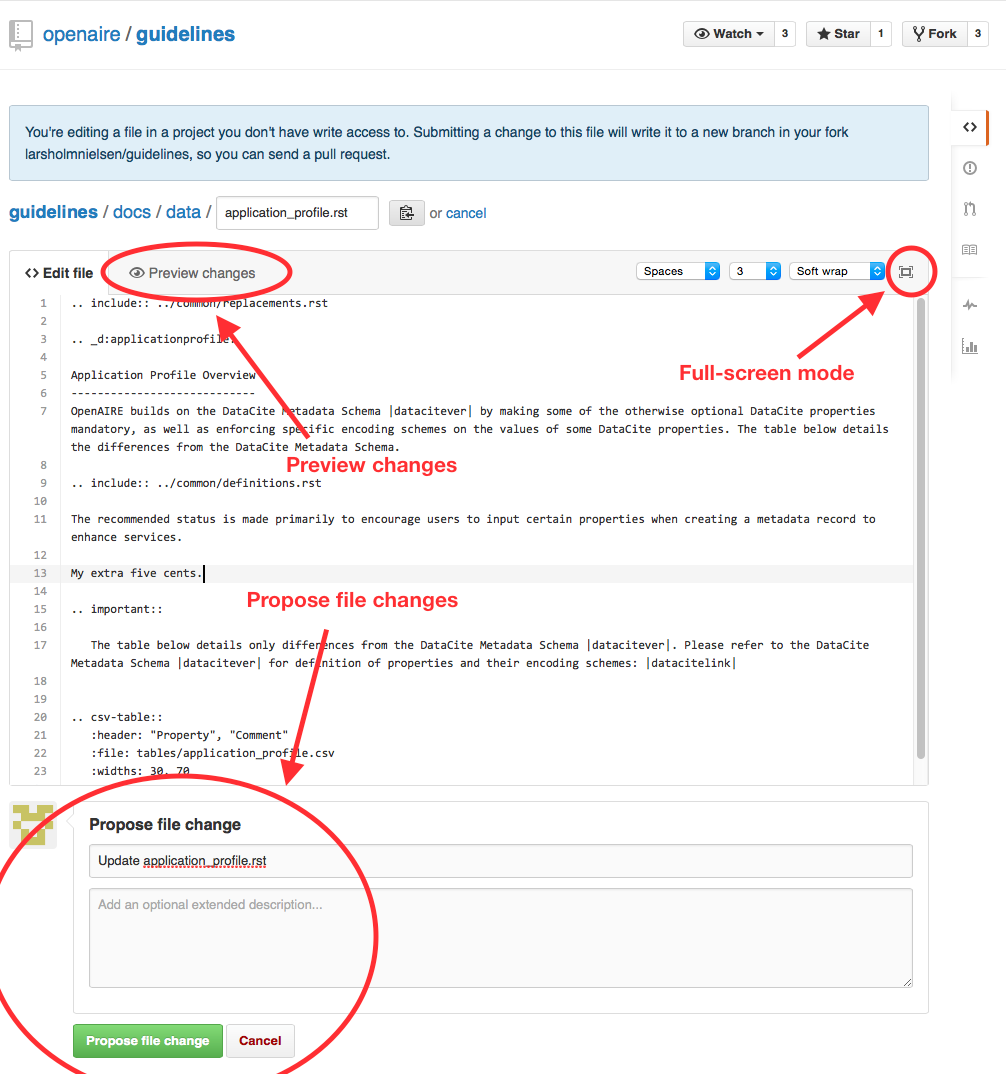 openaire / guidelines
Watch 3 Star 1 Fork 3
You're editing a file in a project you don't have write access to. Submitting a change to this file will write it to a new branch in your fork
larsholmnielsen/guidelines, so you can send a pull request.
guidelines / docs / data / application_profile.rst or cancel
<> Edit file Preview changes Spaces 3 Soft wrap
1 .. include:: ../common/replacements.rst
2
3 .. _d:applicationprofile:
4
Full-screen mode
5 Application Profile Overview
6 ----------------------------
7 OpenAIRE builds on the DataCite Metadata Schema |datacitever| by making some of the otherwise optional DataCite properties
mandatory, as well as enforcing specific encoding schemes on the values of some DataCite properties. The table below details
the differences from the DataCite Metadata Schema.
8
Preview changes
9 .. include:: ../common/definitions.rst
10
11 The recommended status is made primarily to encourage users to input certain properties when creating a metadata record to
enhance services.
12
13 My extra five cents.
14
Propose file changes
15 .. important::
16
17 The table below details only differences from the DataCite Metadata Schema |datacitever|. Please refer to the DataCite
Metadata Schema |datacitever| for definition of properties and their encoding schemes: |datacitelink|
18
19
20 .. csv-table::
21 :header: "Property", "Comment"
22 :file: tables/application_profile.csv
23 :widths: 30, 70
Propose file change
Update application_profile.rst
Add an optional extended description...
Propose file change Cancel